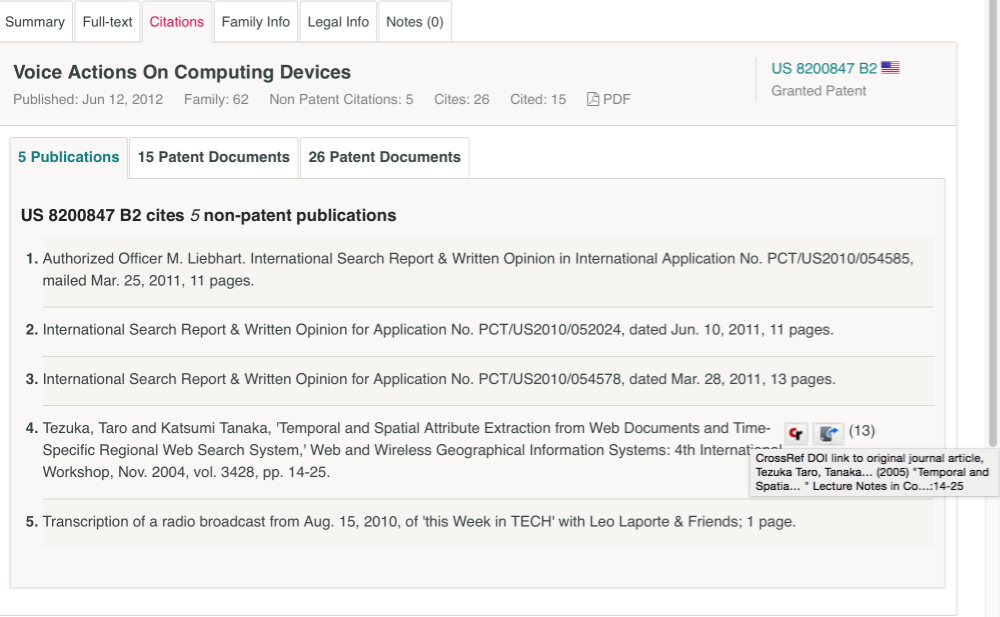 Summary Full-text Citations Family Info Legal Info Notes (0)
Voice Actions On Computing Devices
US 8200847 B2
Published: Jun 12, 2012 Family: 62 Non Patent Citations: 5 Cites: 26 Cited: 15 PDF
Granted Patent
5 Publications 15 Patent Documents 26 Patent Documents
US 8200847 B2 cites 5 non-patent publications
1. Authorized Officer M. Liebhart. International Search Report & Written Opinion in International Application No. PCT/US2010/054585,
mailed Mar. 25, 2011, 11 pages.
2. International Search Report & Written Opinion for Application No. PCT/US2010/052024, dated Jun. 10, 2011, 11 pages.
3. International Search Report & Written Opinion for Application No. PCT/US2010/054578, dated Mar. 28, 2011, 13 pages.
4. Tezuka, Taro and Katsumi Tanaka, 'Temporal and Spatial Attribute Extraction from Web Documents and Time-
(13)
Specific Regional Web Search System,' Web and Wireless Geographical Information Systems: 4th International
Workshop, Nov. 2004, vol. 3428, pp. 14-25.
CrossRef DOI link to original journal article,
Tezuka Taro, Tanaka... (2005) "Temporal and
Spatia... " Lecture Notes in Co...:14-25
5. Transcription of a radio broadcast from Aug. 15, 2010, of 'this Week in TECH' with Leo Laporte & Friends; 1 page.